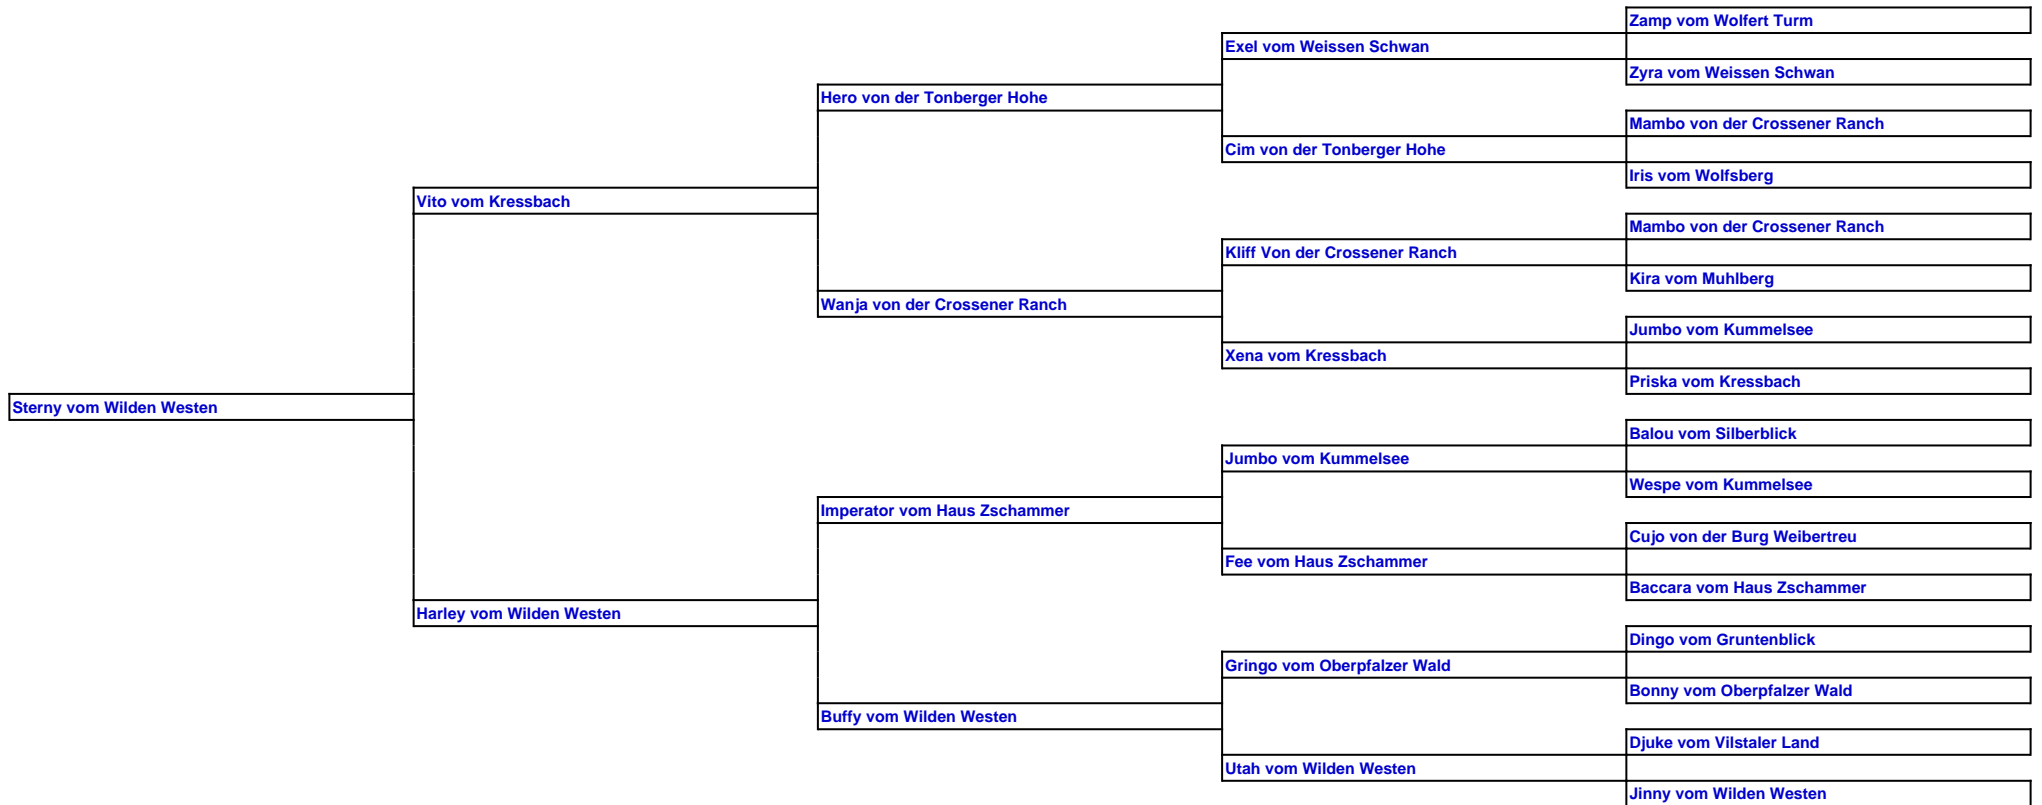 Zamp vom Wolfert Turm
Exel vom Weissen Schwan
Zyra vom Weissen Schwan
Hero von der Tonberger Hohe
Mambo von der Crossener Ranch
Cim von der Tonberger Hohe
Iris vom Wolfsberg
Vito vom Kressbach
Mambo von der Crossener Ranch
Kliff Von der Crossener Ranch
Kira vom Muhlberg
Wanja von der Crossener Ranch
Jumbo vom Kummelsee
Xena vom Kressbach
Priska vom Kressbach
Sterny vom Wilden Westen
Balou vom Silberblick
Jumbo vom Kummelsee
Wespe vom Kummelsee
Imperator vom Haus Zschammer
Cujo von der Burg Weibertreu
Fee vom Haus Zschammer
Baccara vom Haus Zschammer
Harley vom Wilden Westen
Dingo vom Gruntenblick
Gringo vom Oberpfalzer Wald
Bonny vom Oberpfalzer Wald
Buffy vom Wilden Westen
Djuke vom Vilstaler Land
Utah vom Wilden Westen
Jinny vom Wilden Westen